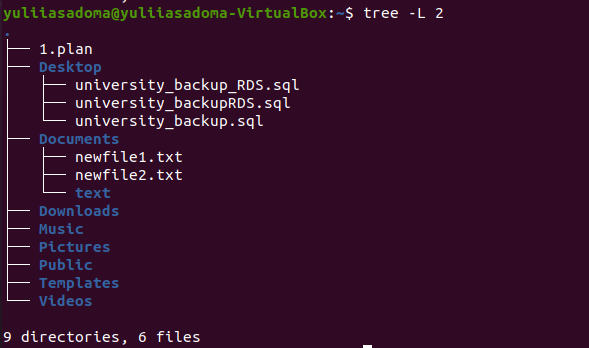 yuliiasadoma@yuliiasadoma-VirtualBox:~$ tree -L 2
.
├── 1.plan
├── Desktop
│   ├── university_backup_RDS.sql
│   ├── university_backupRDS.sql
│   └── university_backup.sql
├── Documents
│   ├── newfile1.txt
│   ├── newfile2.txt
│   └── text
├── Downloads
├── Music
├── Pictures
├── Public
├── Templates
└── Videos
9 directories, 6 files